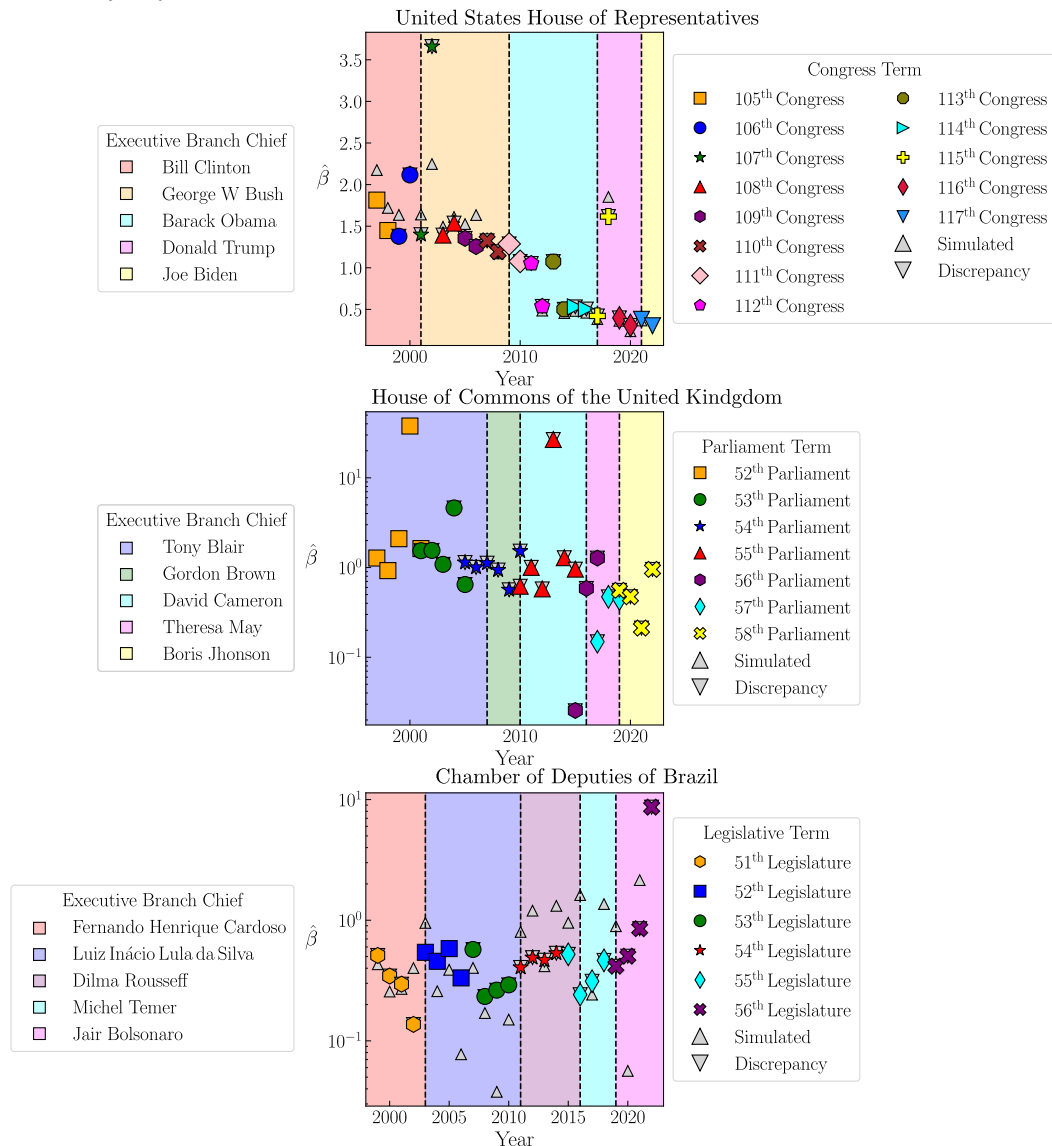 United States House of Representatives
Executive Branch Chief
Bill Clinton
George W Bush
Barack Obama
Donald Trump
Joe Biden
β̂
3.5
3.0
2.5
2.0
1.5
1.0
0.5
2000 2010 2020
Year
Congress Term
105th Congress
106th Congress
107th Congress
108th Congress
109th Congress
110th Congress
111th Congress
112th Congress
113th Congress
114th Congress
115th Congress
116th Congress
117th Congress
Simulated
Discrepancy
House of Commons of the United Kindgdom
Executive Branch Chief
Tony Blair
Gordon Brown
David Cameron
Theresa May
Boris Jhonson
β̂
10^1
10^0
10^−1
2000 2010 2020
Year
Parliament Term
52th Parliament
53th Parliament
54th Parliament
55th Parliament
56th Parliament
57th Parliament
58th Parliament
Simulated
Discrepancy
Chamber of Deputies of Brazil
Executive Branch Chief
Fernando Henrique Cardoso
Luiz Inácio Lula da Silva
Dilma Rousseff
Michel Temer
Jair Bolsonaro
β̂
10^1
10^0
10^−1
2000 2005 2010 2015 2020
Year
Legislative Term
51th Legislature
52th Legislature
53th Legislature
54th Legislature
55th Legislature
56th Legislature
Simulated
Discrepancy